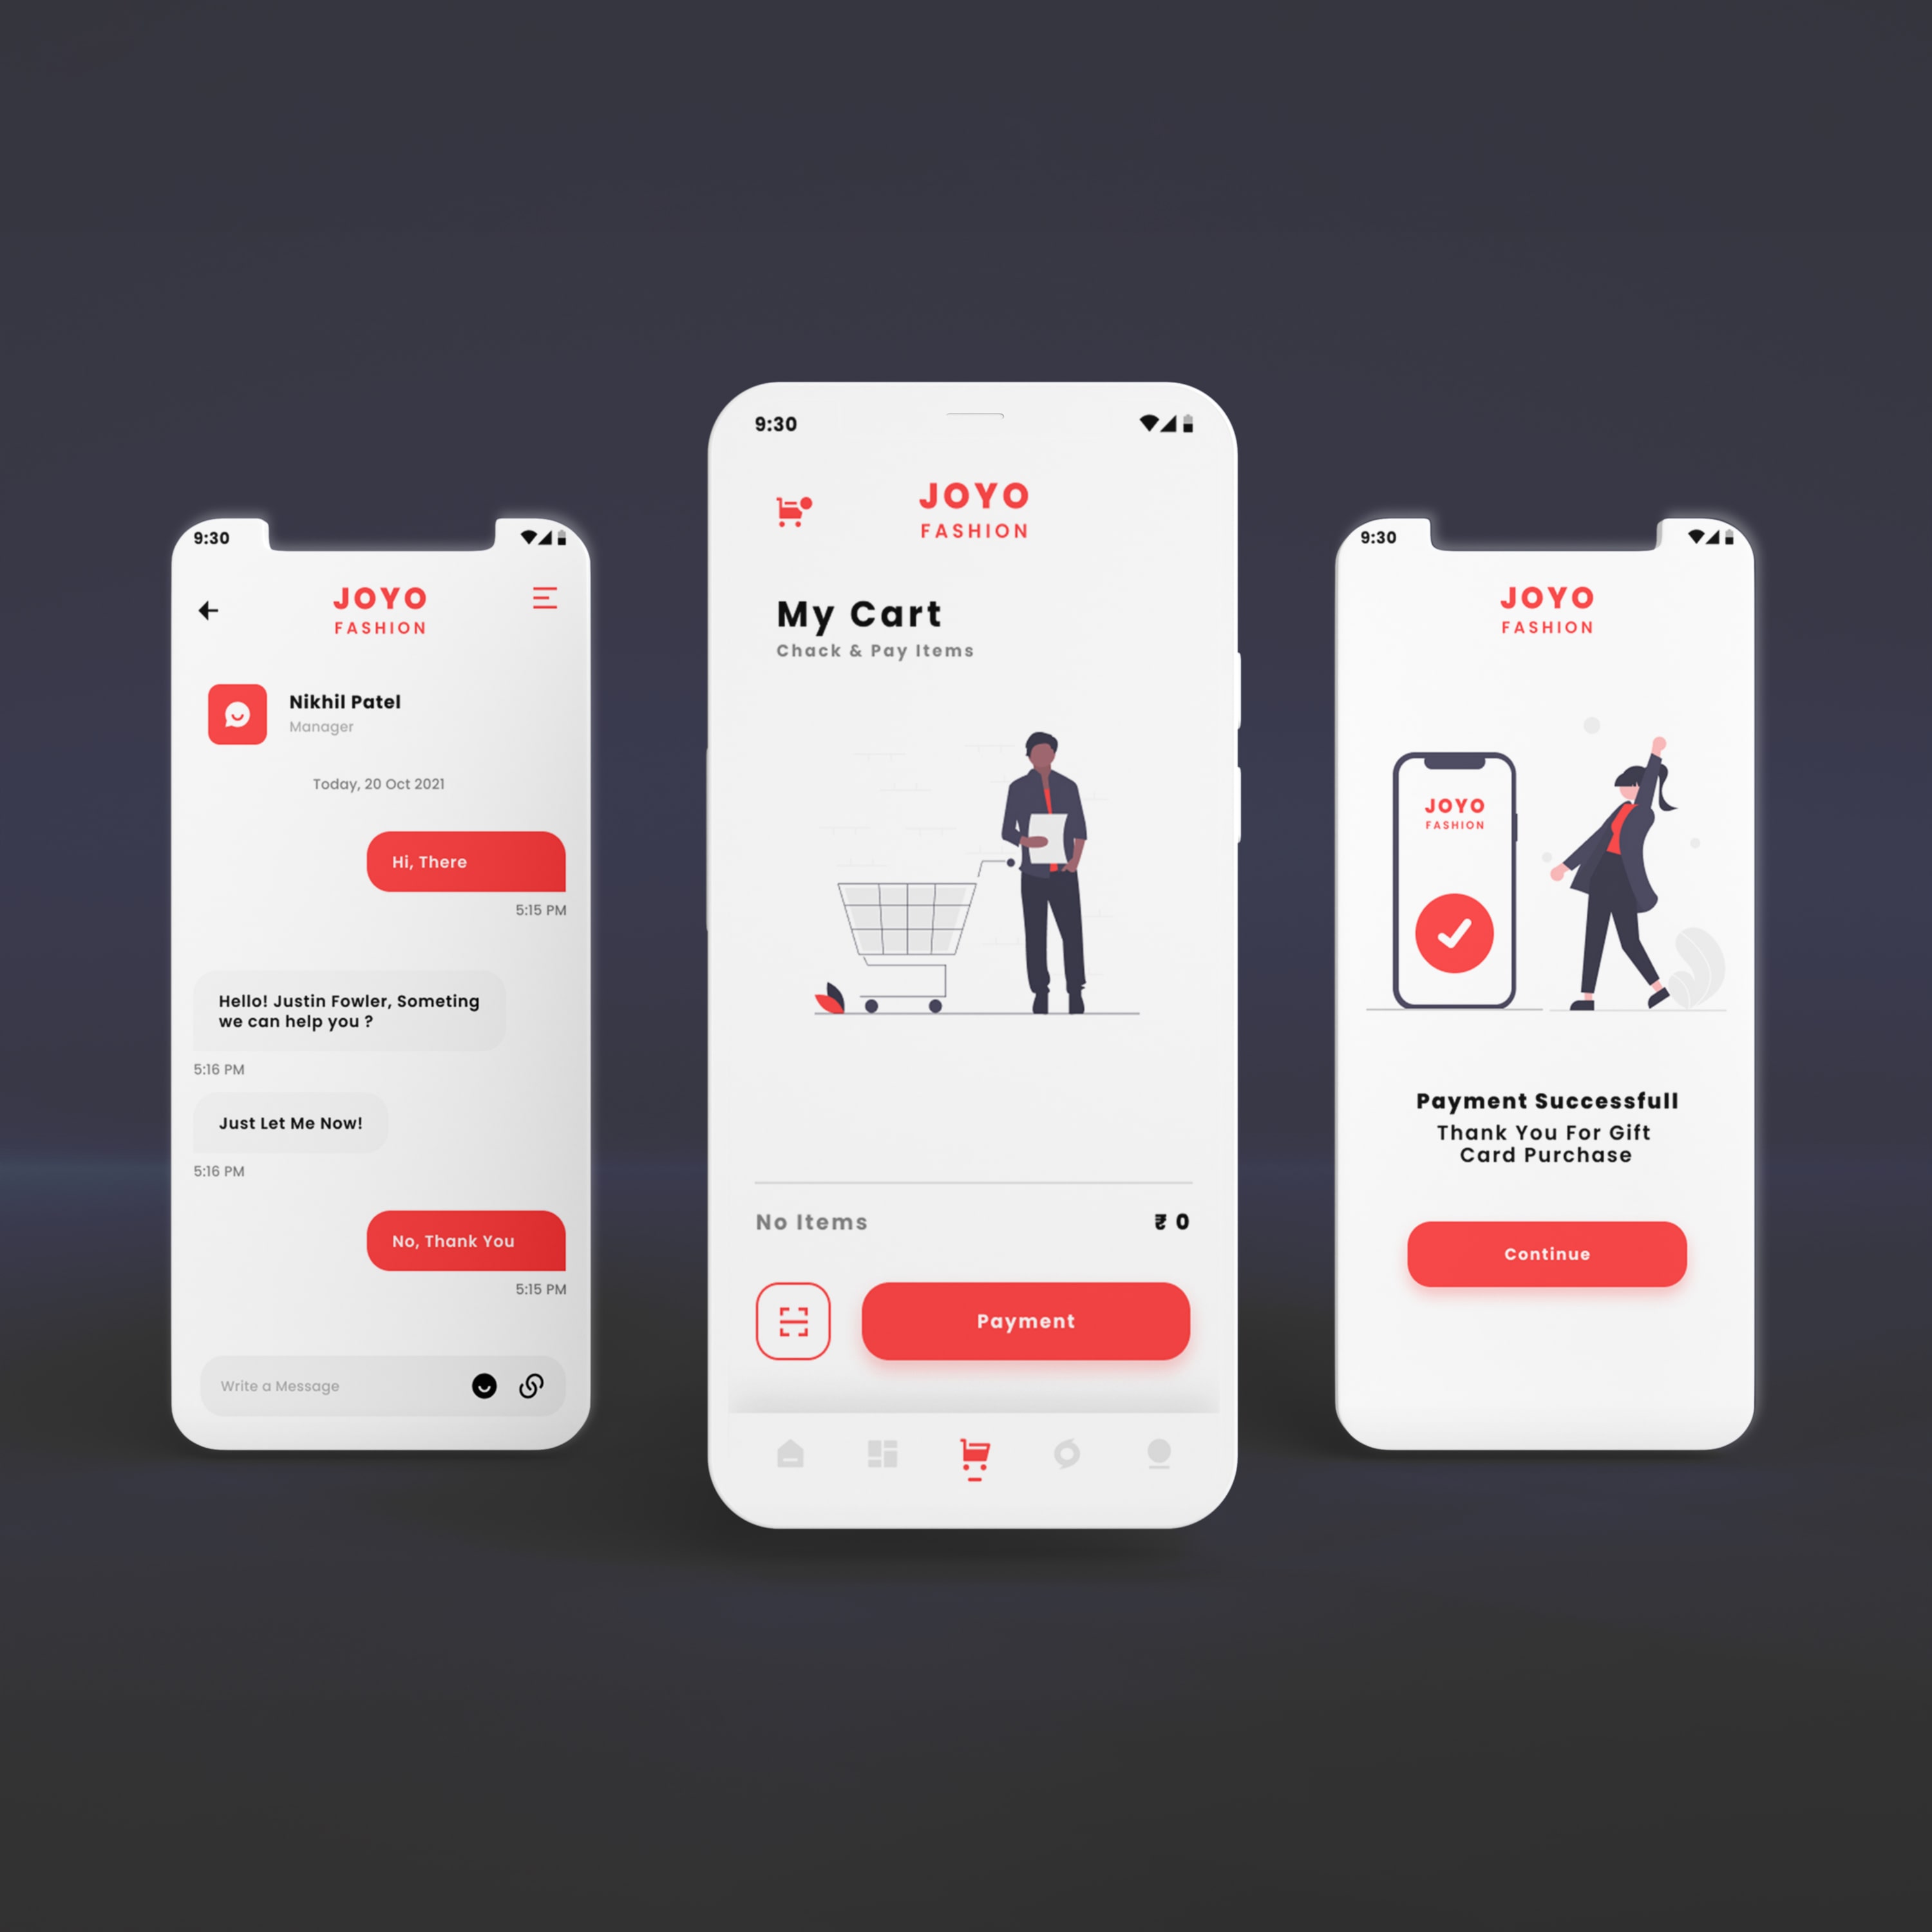 9:30
JOYO
FASHION
Nikhil Patel
Manager
Today, 20 Oct 2021
Hi, There
5:15 PM
Hello! Justin Fowler, Someting
we can help you ?
5:16 PM
Just Let Me Now!
5:16 PM
No, Thank You
5:15 PM
Write a Message
9:30
JOYO
FASHION
My Cart
Chack & Pay Items
No Items
₹ 0
Payment
9:30
JOYO
FASHION
JOYO
FASHION
Payment Successfull
Thank You For Gift
Card Purchase
Continue